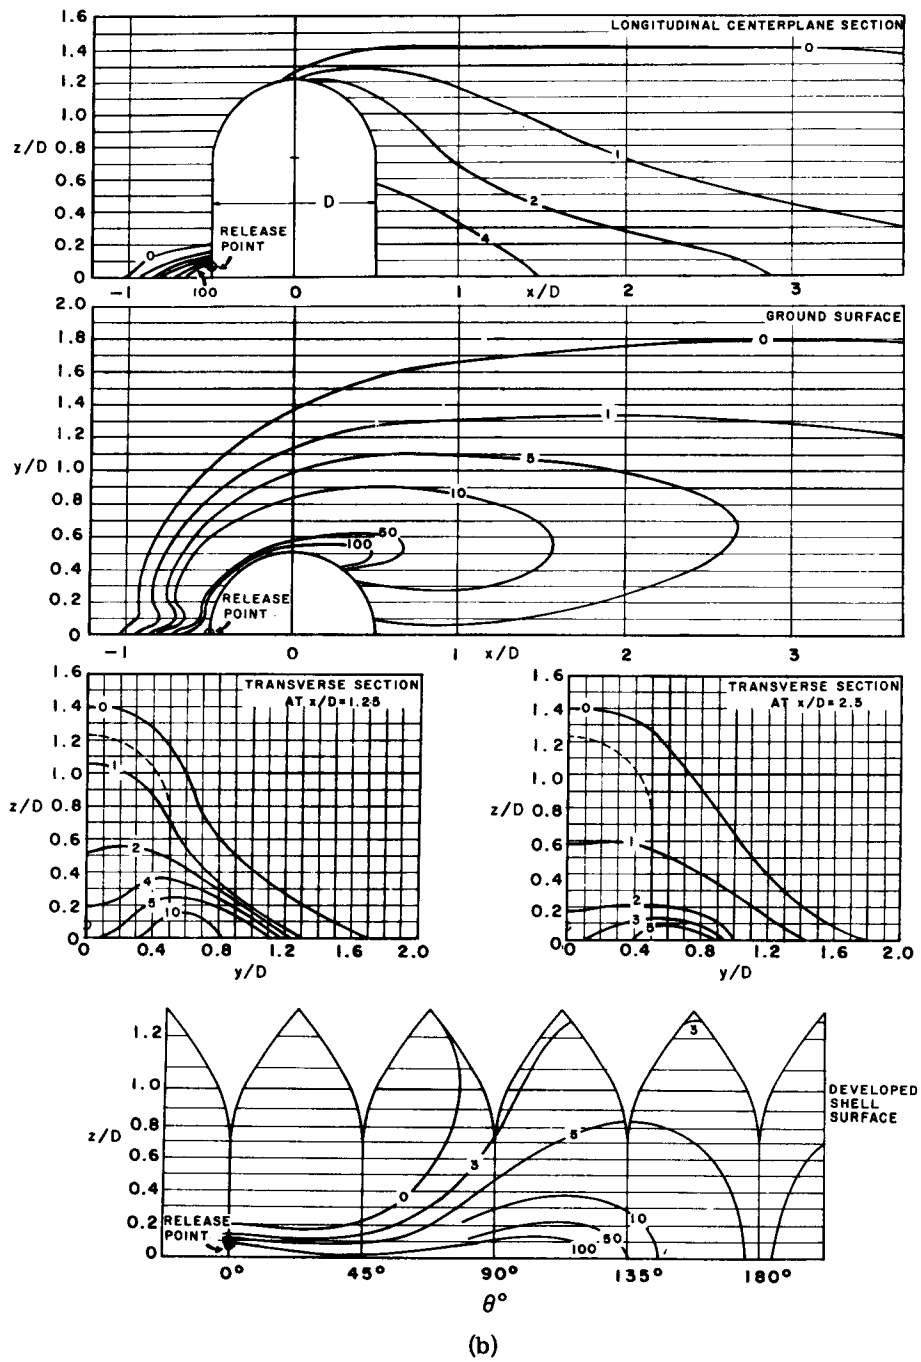 LONGITUDINAL CENTERPLANE SECTION
1.6
1.4
1.2
1.0
z/D 0.8
0.6
0.4
0.2
0
0
1
2
4
D
RELEASE
POINT
0
100
-1 0 1 x/D 2 3
GROUND SURFACE
2.0
1.8
1.6
1.4
1.2
y/D 1.0
0.8
0.6
0.4
0.2
0
0
1
5
10
50
100
RELEASE
POINT
-1 0 1 x/D 2 3
TRANSVERSE SECTION
AT x/D=1.25
1.6
1.4
1.2
1.0
z/D 0.8
0.6
0.4
0.2
0
0
1
2
4
5
10
0 0.4 0.8 1.2 1.6 2.0
y/D
TRANSVERSE SECTION
AT x/D=2.5
1.6
1.4
1.2
1.0
z/D 0.8
0.6
0.4
0.2
0
0
1
2
3
5
0 0.4 0.8 1.2 1.6 2.0
y/D
DEVELOPED
SHELL
SURFACE
1.2
1.0
0.8
z/D
0.6
0.4
0.2
0
3
5
3
0
10
50
100
RELEASE
POINT
0° 45° 90° 135° 180°
θ°
(b)